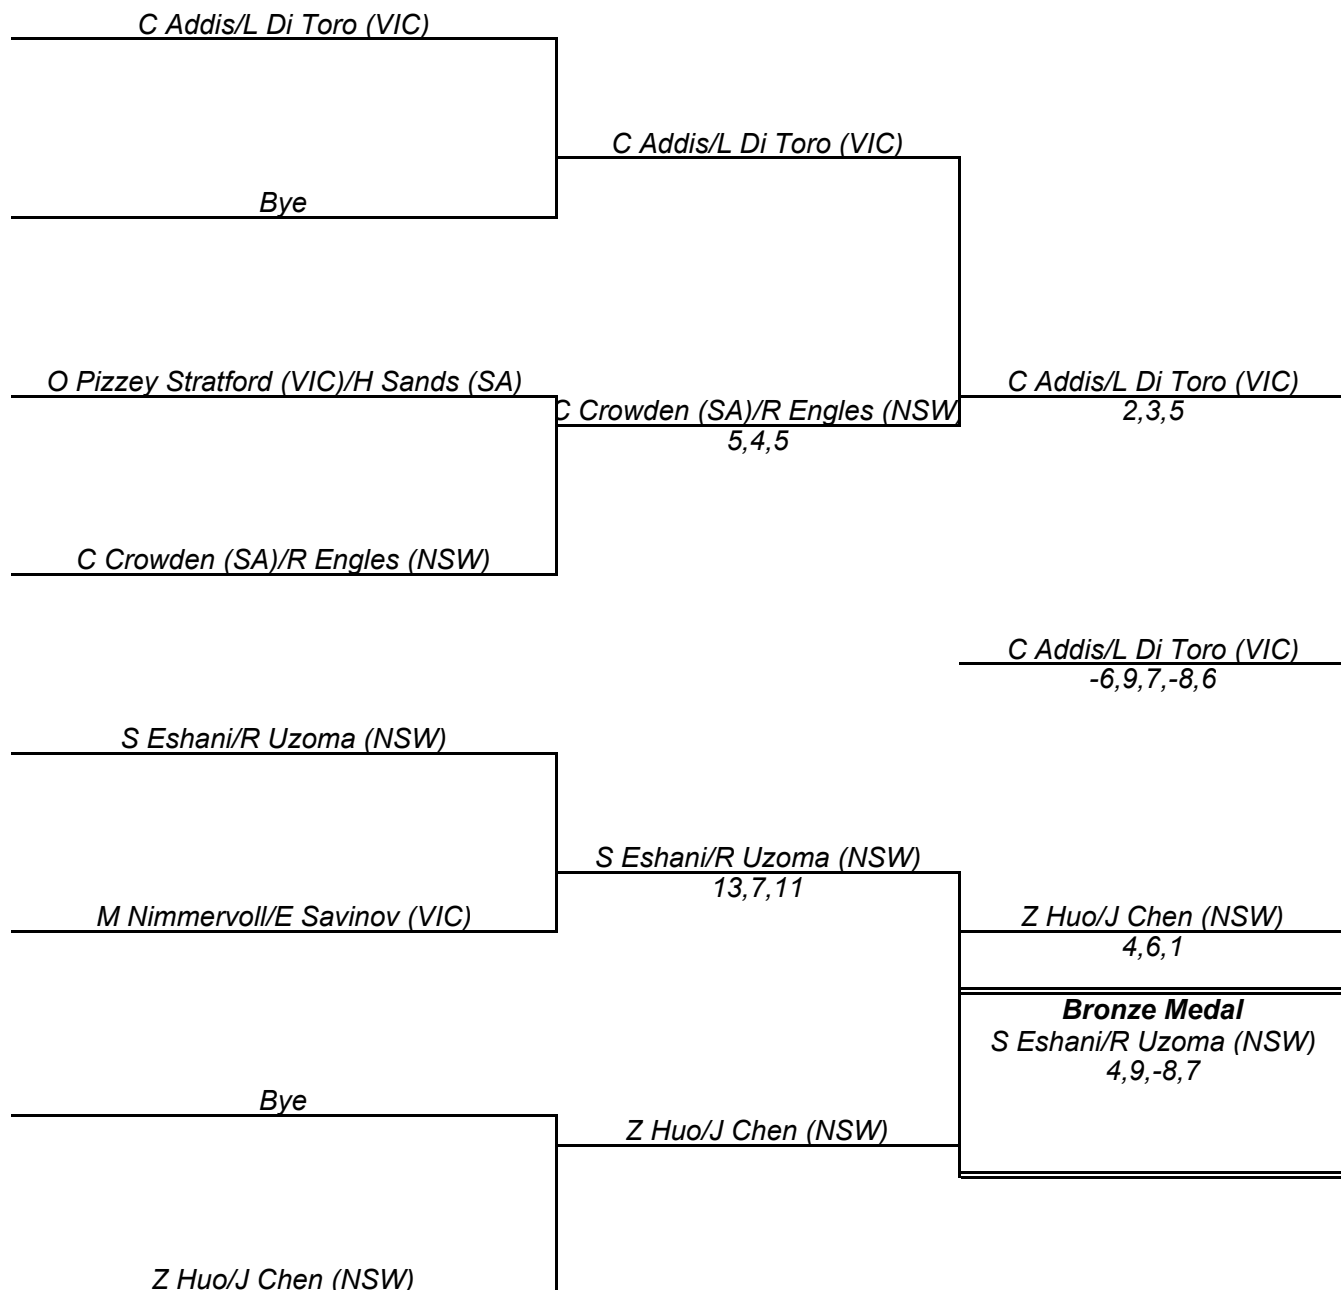 C Addis/L Di Toro (VIC)
C Addis/L Di Toro (VIC)
Bye
O Pizzey Stratford (VIC)/H Sands (SA)
C Addis/L Di Toro (VIC)
C Crowden (SA)/R Engles (NSW)
2,3,5
5,4,5
C Crowden (SA)/R Engles (NSW)
C Addis/L Di Toro (VIC)
-6,9,7,-8,6
S Eshani/R Uzoma (NSW)
S Eshani/R Uzoma (NSW)
13,7,11
M Nimmervoll/E Savinov (VIC)
Z Huo/J Chen (NSW)
4,6,1
Bronze Medal
S Eshani/R Uzoma (NSW)
4,9,-8,7
Bye
Z Huo/J Chen (NSW)
Z Huo/J Chen (NSW)